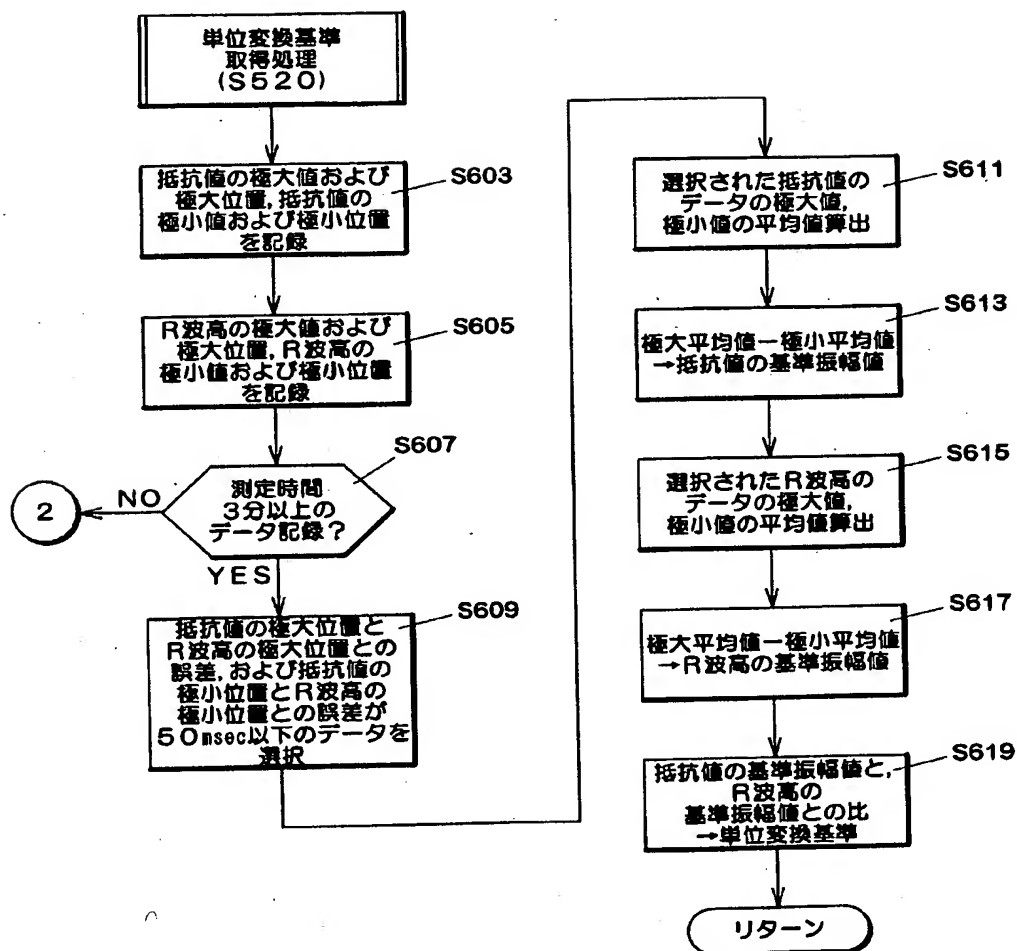 単位変換基準
取得処理
(S520)
抵抗値の極大値および
極大位置,抵抗値の
極小値および極小位置
を記録
S603
R波高の極大値および
極大位置,R波高の
極小値および極小位置
を記録
S605
S607
測定時間
3分以上の
データ記録?
NO
2
YES
S609
抵抗値の極大位置と
R波高の極大位置との
誤差,および抵抗値の
極小位置とR波高の
極小位置との誤差が
50msec以下のデータを
選択
選択された抵抗値の
データの極大値,
極小値の平均値算出
S611
極大平均値ー極小平均値
→抵抗値の基準振幅値
S613
選択されたR波高の
データの極大値,
極小値の平均値算出
S615
極大平均値ー極小平均値
→R波高の基準振幅値
S617
抵抗値の基準振幅値と,
R波高の
基準振幅値との比
→単位変換基準
S619
リターン